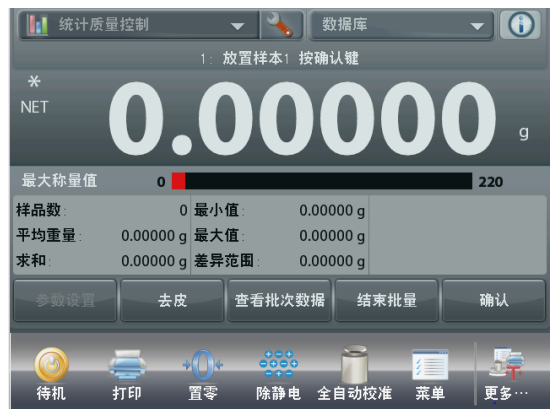 统计质量控制 数据库
1: 放置样本1 按确认键
*
NET
0.00000 g
最大称量值 0 220
样品数: 0 最小值: 0.00000 g
平均重量: 0.00000 g 最大值: 0.00000 g
求和: 0.00000 g 差异范围: 0.00000 g
参数设置 去皮 查看批次数据 结束批量 确认
待机 打印 置零 除静电 全自动校准 菜单 更多…